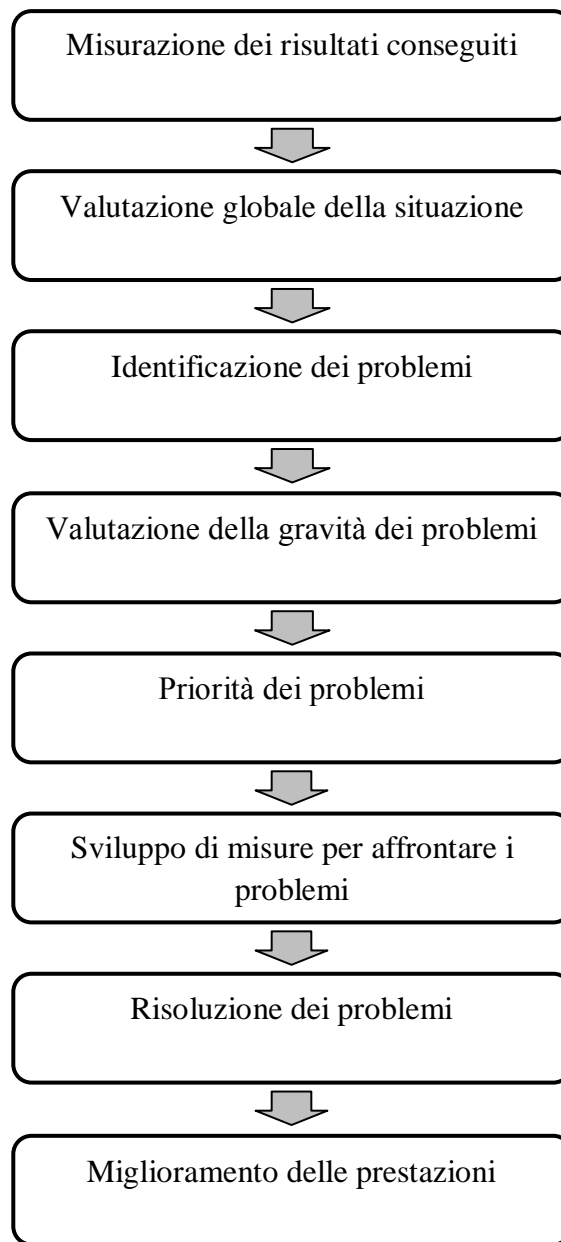 Misurazione dei risultati conseguiti
Valutazione globale della situazione
Identificazione dei problemi
Valutazione della gravità dei problemi
Priorità dei problemi
Sviluppo di misure per affrontare i
problemi
Risoluzione dei problemi
Miglioramento delle prestazioni